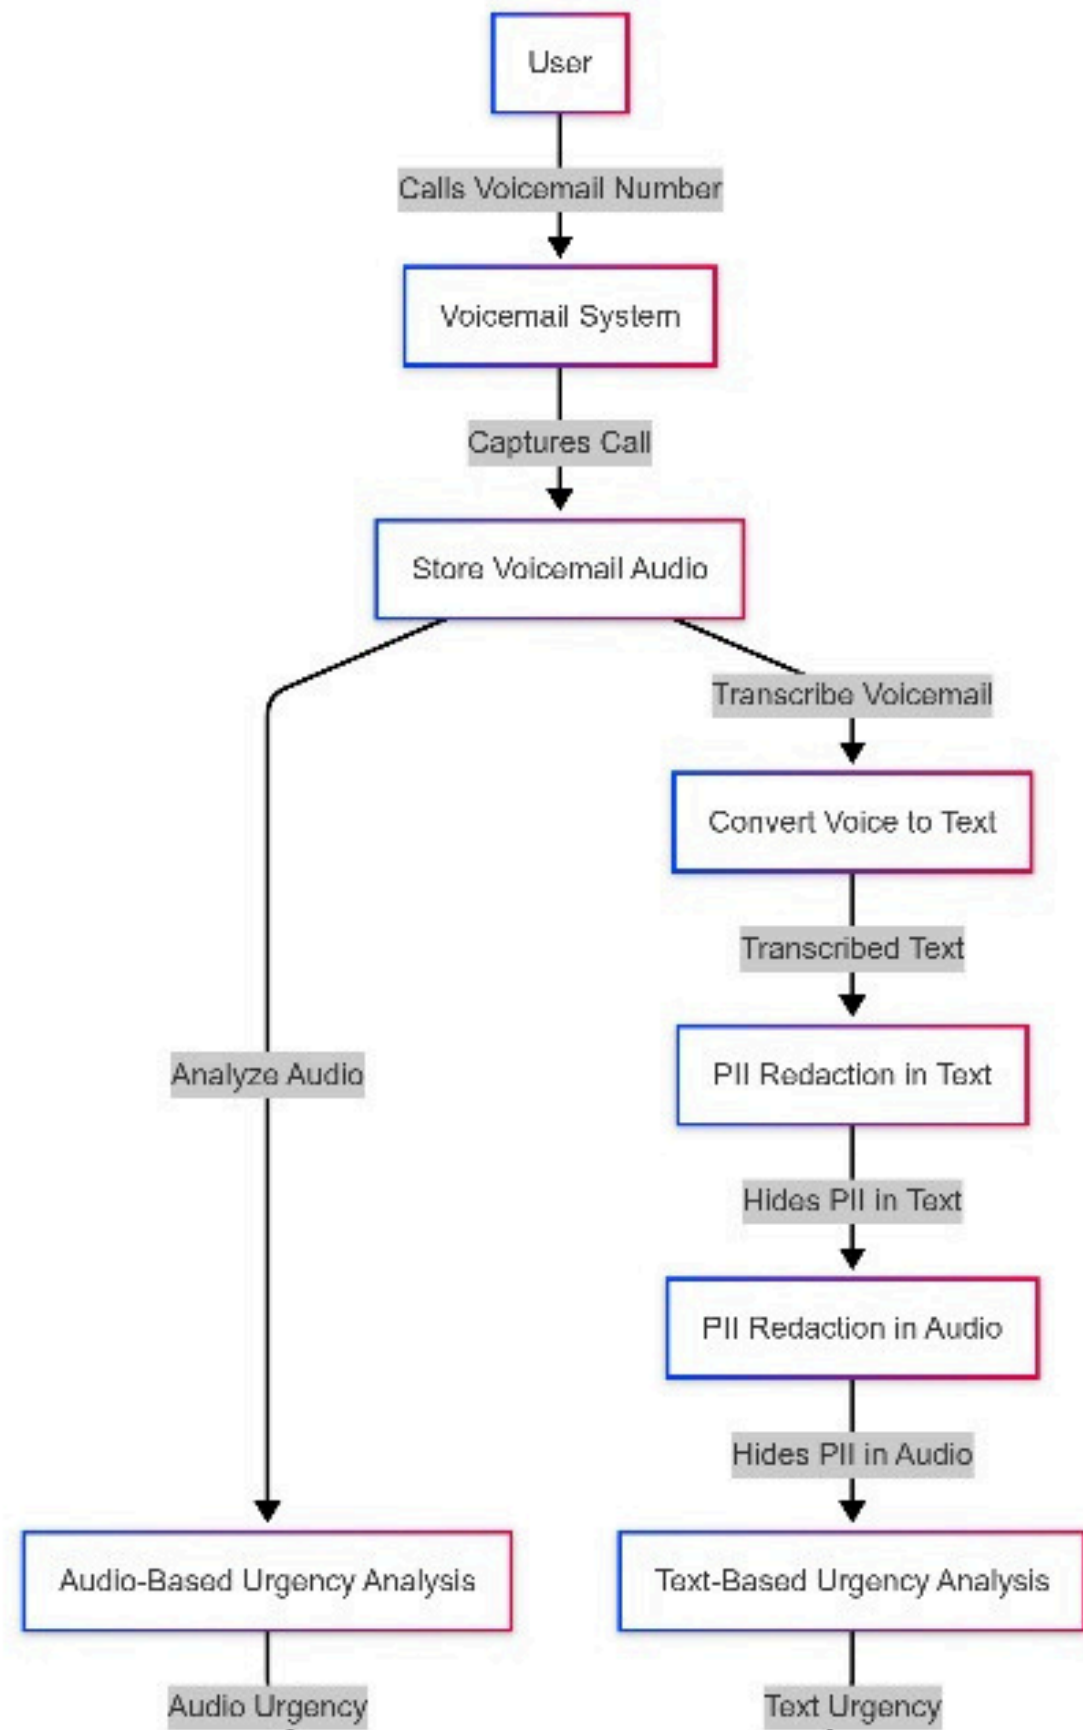 User
Calls Voicemail Number
Voicemail System
Captures Call
Store Voicemail Audio
Transcribe Voicemail
Convert Voice to Text
Transcribed Text
PII Redaction in Text
Analyze Audio
Hides PII in Text
PII Redaction in Audio
Hides PII in Audio
Audio-Based Urgency Analysis
Text-Based Urgency Analysis
Audio Urgency
Text Urgency